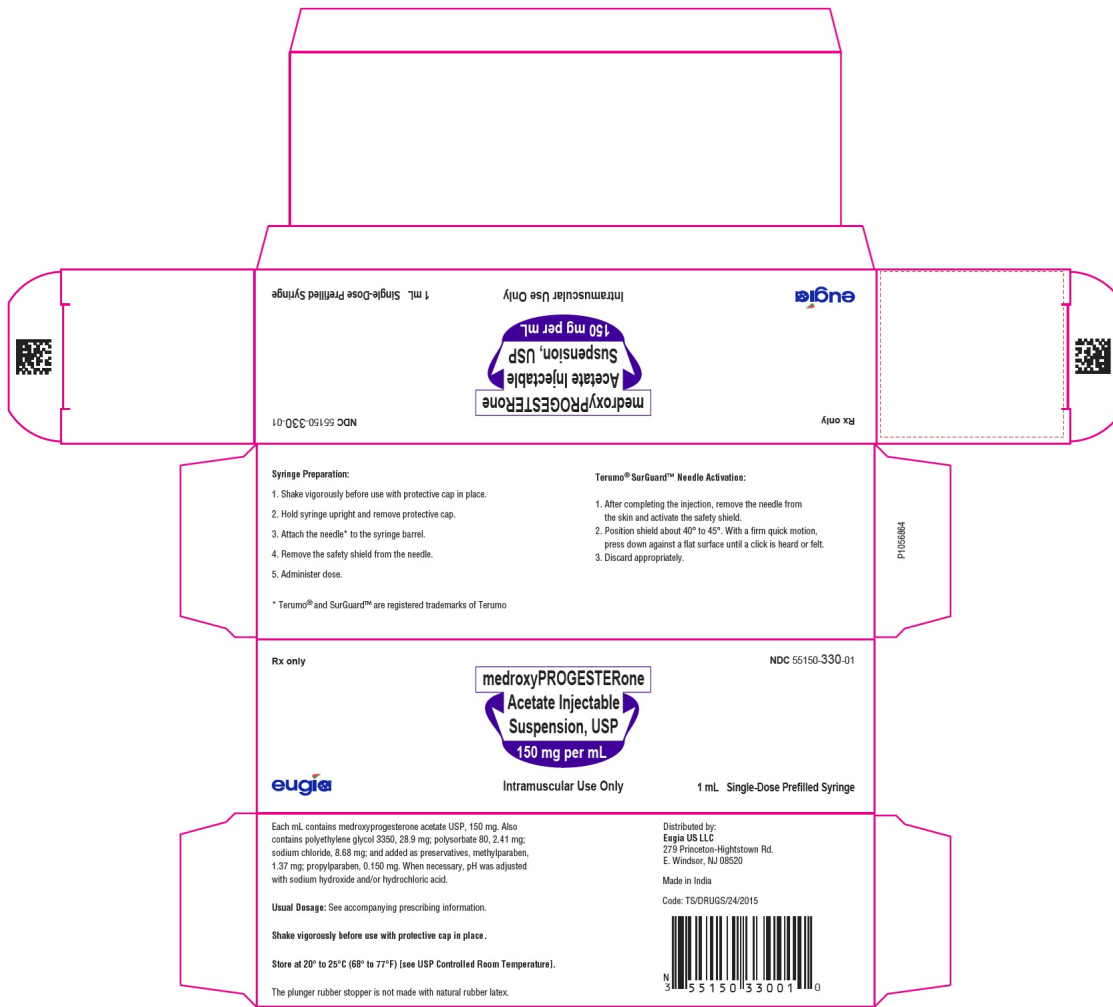 1 mL Single-Dose Prefilled Syringe
Intramuscular Use Only
eugia
150 mg per mL
Suspension, USP
Acetate Injectable
medroxyPROGESTERone
NDC 55150-330-01
Rx only
Syringe Preparation:
1. Shake vigorously before use with protective cap in place.
2. Hold syringe upright and remove protective cap.
3. Attach the needle* to the syringe barrel.
4. Remove the safety shield from the needle.
5. Administer dose.
* Terumo® and SurGuard™ are registered trademarks of Terumo
Terumo® SurGuard™ Needle Activation:
1. After completing the injection, remove the needle from
the skin and activate the safety shield.
2. Position shield about 40° to 45°. With a firm quick motion,
press down against a flat surface until a click is heard or felt.
3. Discard appropriately.
P1056864
Rx only
NDC 55150-330-01
medroxyPROGESTERone
Acetate Injectable
Suspension, USP
150 mg per mL
eugia
Intramuscular Use Only
1 mL Single-Dose Prefilled Syringe
Each mL contains medroxyprogesterone acetate USP, 150 mg. Also
contains polyethylene glycol 3350, 28.9 mg; polysorbate 80, 2.41 mg;
sodium chloride, 8.68 mg; and added as preservatives, methylparaben,
1.37 mg; propylparaben, 0.150 mg. When necessary, pH was adjusted
with sodium hydroxide and/or hydrochloric acid.
Usual Dosage: See accompanying prescribing information.
Shake vigorously before use with protective cap in place.
Store at 20° to 25°C (68° to 77°F) [see USP Controlled Room Temperature].
The plunger rubber stopper is not made with natural rubber latex.
Distributed by:
Eugia US LLC
279 Princeton-Hightstown Rd.
E. Windsor, NJ 08520
Made in India
Code: TS/DRUGS/24/2015
N
3 55150 33001 0